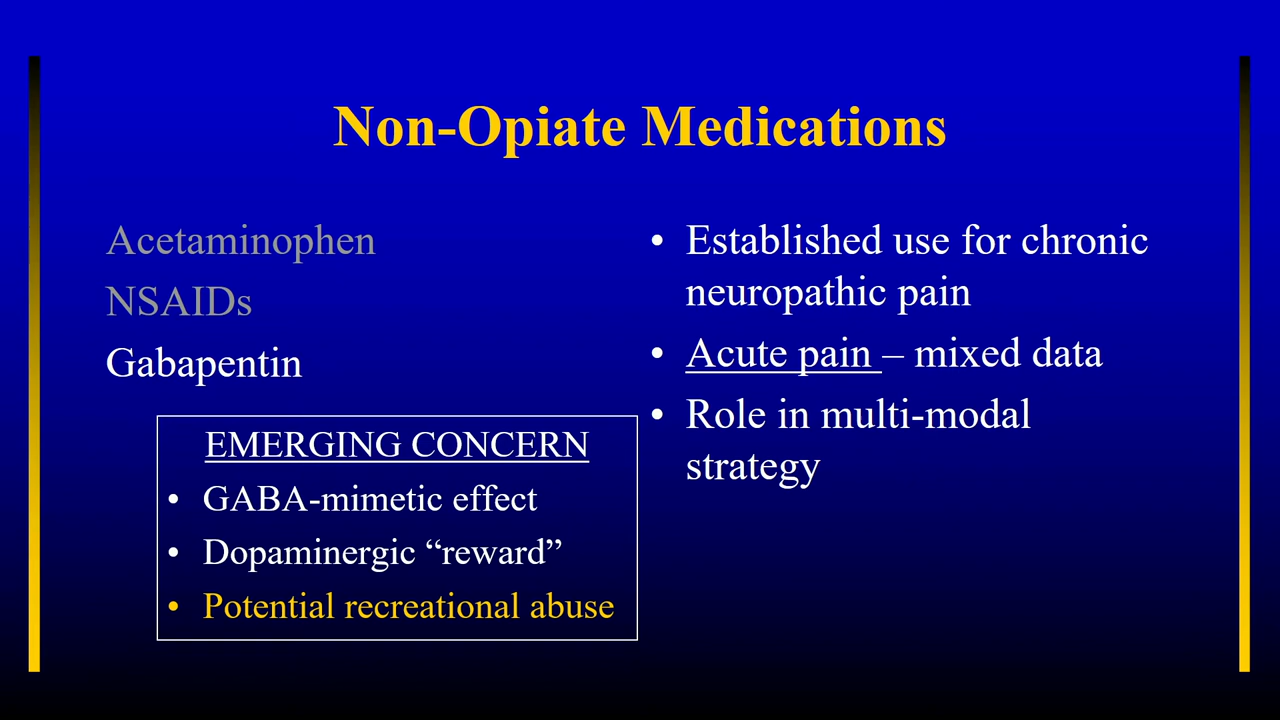 Non-Opiate Medications
Acetaminophen
NSAIDs
Gabapentin
EMERGING CONCERN
• GABA-mimetic effect
• Dopaminergic “reward”
• Potential recreational abuse
• Established use for chronic
neuropathic pain
• Acute pain – mixed data
• Role in multi-modal
strategy